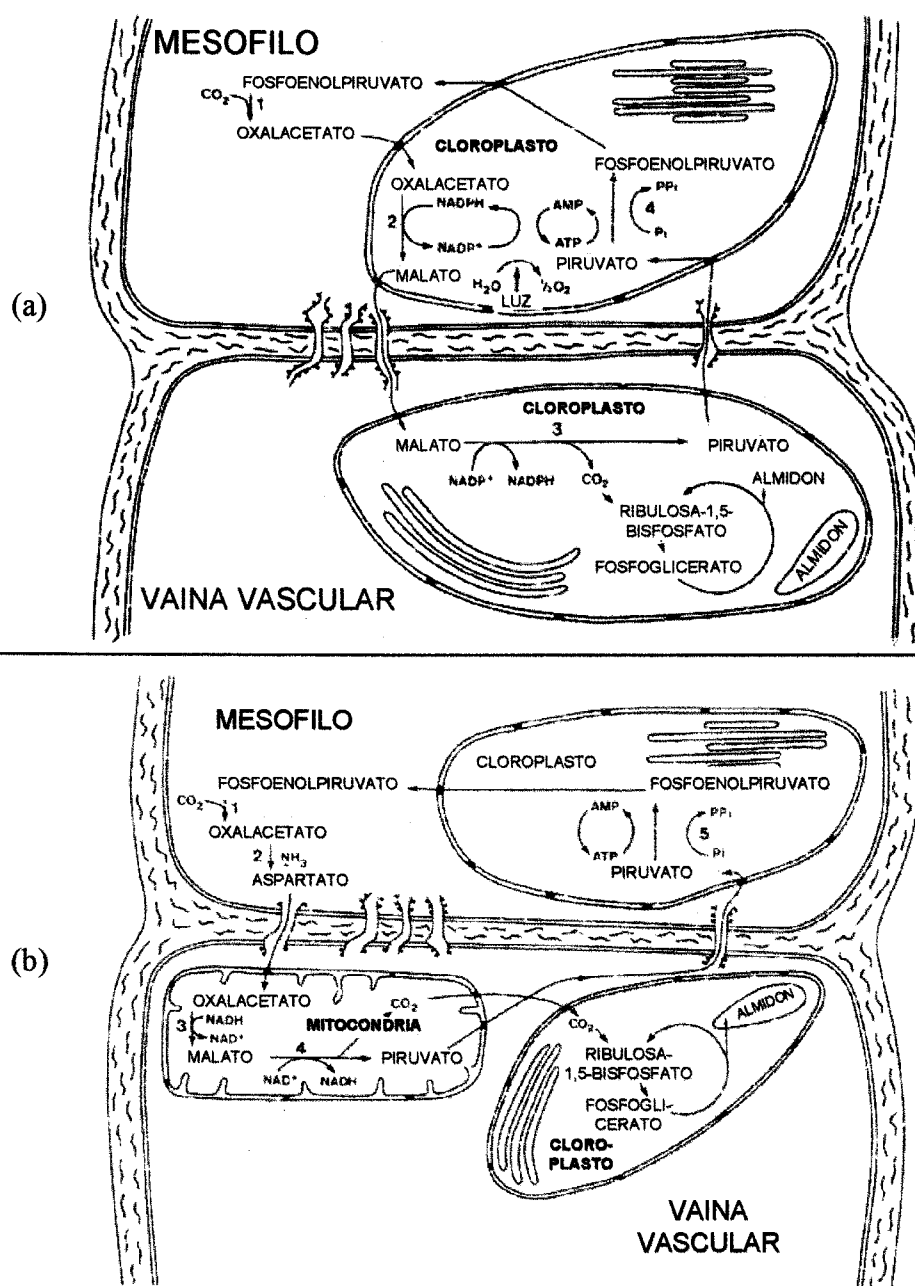 (a)
MESOFILO
FOSFOENOLPIRUVATO
CO₂
1
OXALACETATO
CLOROPLASTO
FOSFOENOLPIRUVATO
OXALACETATO
2
NADPH
NADP⁺
AMP
ATP
4
PPi
Pi
MALATO
H₂O
½O₂
LUZ
PIRUVATO
CLOROPLASTO
MALATO
3
PIRUVATO
NADP⁺
NADPH
CO₂
ALMIDON
RIBULOSA-1,5-
BISFOSFATO
FOSFOGLICERATO
ALMIDON
VAINA VASCULAR
(b)
MESOFILO
CLOROPLASTO
FOSFOENOLPIRUVATO
FOSFOENOLPIRUVATO
CO₂
1
OXALACETATO
2
NH₃
ASPARTATO
AMP
ATP
5
PPi
Pi
PIRUVATO
OXALACETATO
CO₂
3
NADH
NAD⁺
MITOCONDRIA
MALATO
4
PIRUVATO
NAD⁺
NADH
ALMIDON
CO₂
RIBULOSA-
1,5-BISFOSFATO
FOSFOGLI-
CERATO
CLORO-
PLASTO
VAINA
VASCULAR